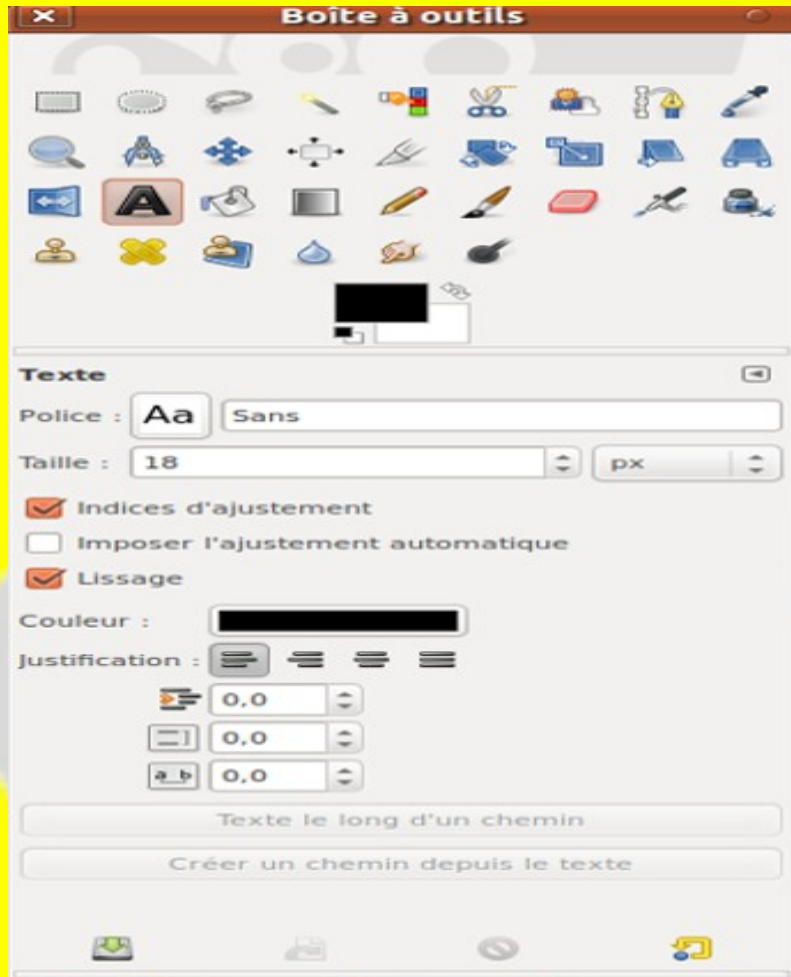 Boîte à outils
Texte
Police : Aa Sans
Taille : 18 px
Indices d'ajustement
Imposer l'ajustement automatique
Lissage
Couleur :
Justification :
0,0
0,0
a b 0,0
Texte le long d'un chemin
Créer un chemin depuis le texte